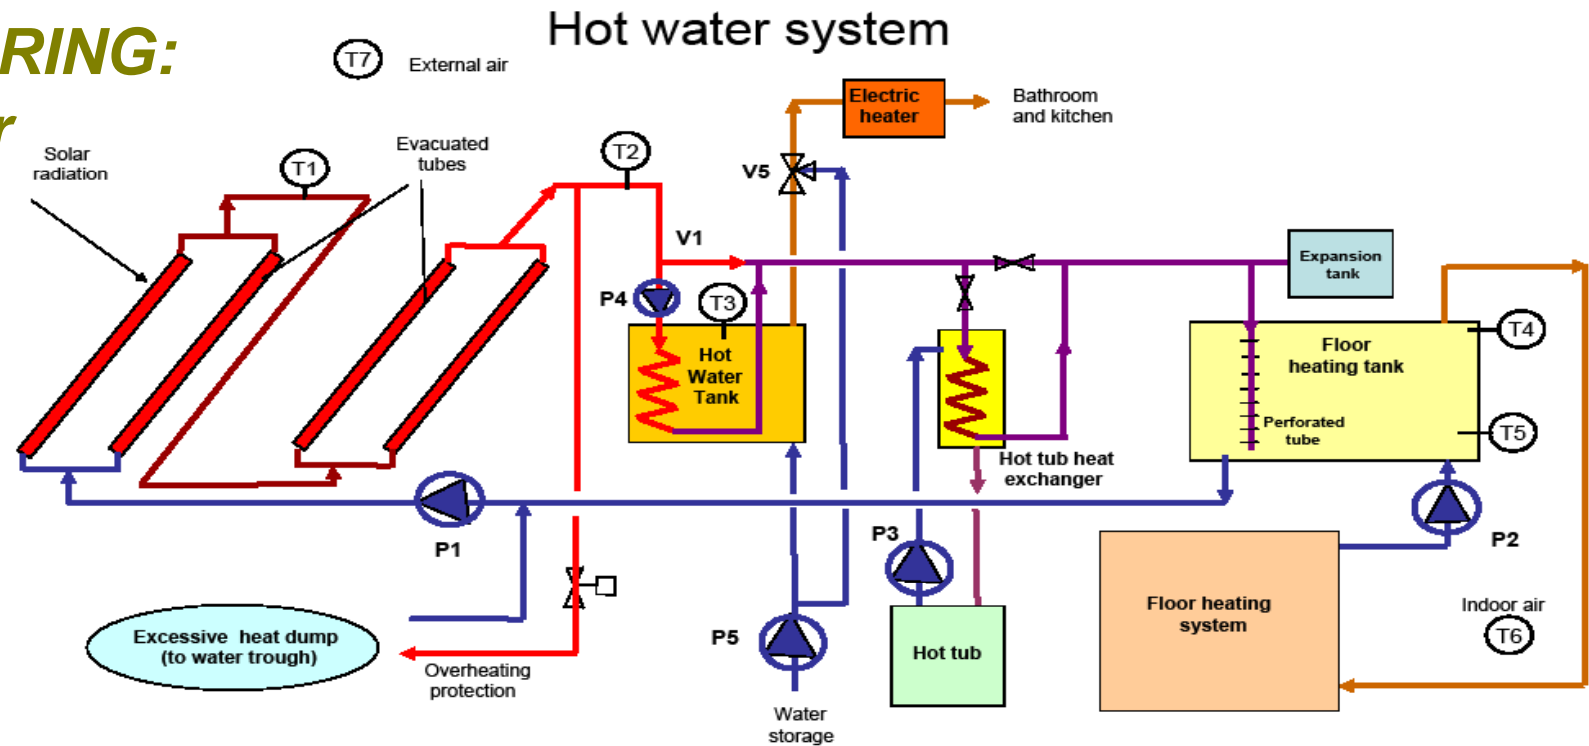 RING:
Hot water system
T7
External air
r
Electric
heater
Bathroom
and kitchen
Solar
radiation
T1
Evacuated
tubes
T2
V5
V1
Expansion
tank
P4
T3
Hot
Water
Tank
Floor
heating tank
T4
Perforated
tube
T5
Hot tub heat
exchanger
P1
P3
P2
Excessive heat dump
(to water trough)
Overheating
protection
P5
Hot tub
Floor heating
system
Indoor air
T6
Water
storage